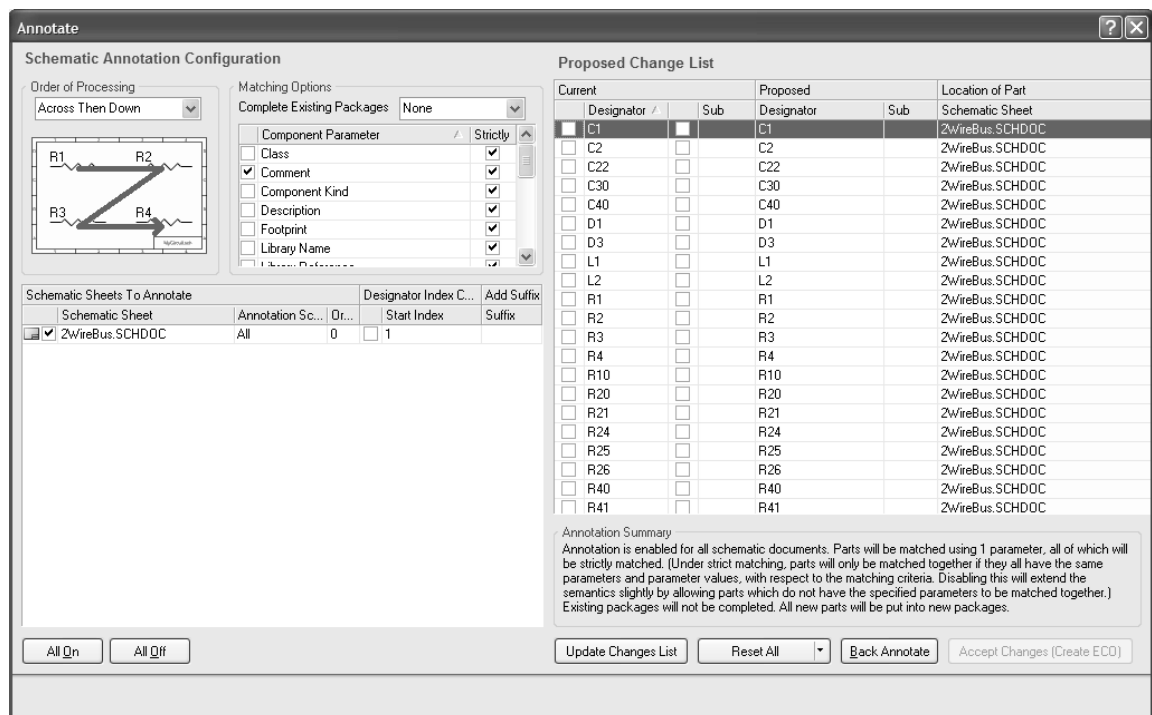 Annotate
Schematic Annotation Configuration
Order of Processing
Across Then Down
R1 R2
R3 R4
Matching Options
Complete Existing Packages None
Component Parameter Strictly
Class
Comment
Component Kind
Description
Footprint
Library Name
Schematic Sheets To Annotate Designator Index C... Add Suffix
Schematic Sheet Annotation Sc... Or... Start Index Suffix
2WireBus.SCHDOC All 0 1
All On All Off
Proposed Change List
Current Proposed Location of Part
Designator Sub Designator Sub Schematic Sheet
C1 C1 2WireBus.SCHDOC
C2 C2 2WireBus.SCHDOC
C22 C22 2WireBus.SCHDOC
C30 C30 2WireBus.SCHDOC
C40 C40 2WireBus.SCHDOC
D1 D1 2WireBus.SCHDOC
D3 D3 2WireBus.SCHDOC
L1 L1 2WireBus.SCHDOC
L2 L2 2WireBus.SCHDOC
R1 R1 2WireBus.SCHDOC
R2 R2 2WireBus.SCHDOC
R3 R3 2WireBus.SCHDOC
R4 R4 2WireBus.SCHDOC
R10 R10 2WireBus.SCHDOC
R20 R20 2WireBus.SCHDOC
R21 R21 2WireBus.SCHDOC
R24 R24 2WireBus.SCHDOC
R25 R25 2WireBus.SCHDOC
R26 R26 2WireBus.SCHDOC
R40 R40 2WireBus.SCHDOC
R41 R41 2WireBus.SCHDOC
Annotation Summary
Annotation is enabled for all schematic documents. Parts will be matched using 1 parameter, all of which will
be strictly matched. (Under strict matching, parts will only be matched together if they all have the same
parameters and parameter values, with respect to the matching criteria. Disabling this will extend the
semantics slightly by allowing parts which do not have the specified parameters to be matched together.)
Existing packages will not be completed. All new parts will be put into new packages.
Update Changes List Reset All Back Annotate Accept Changes (Create ECO)